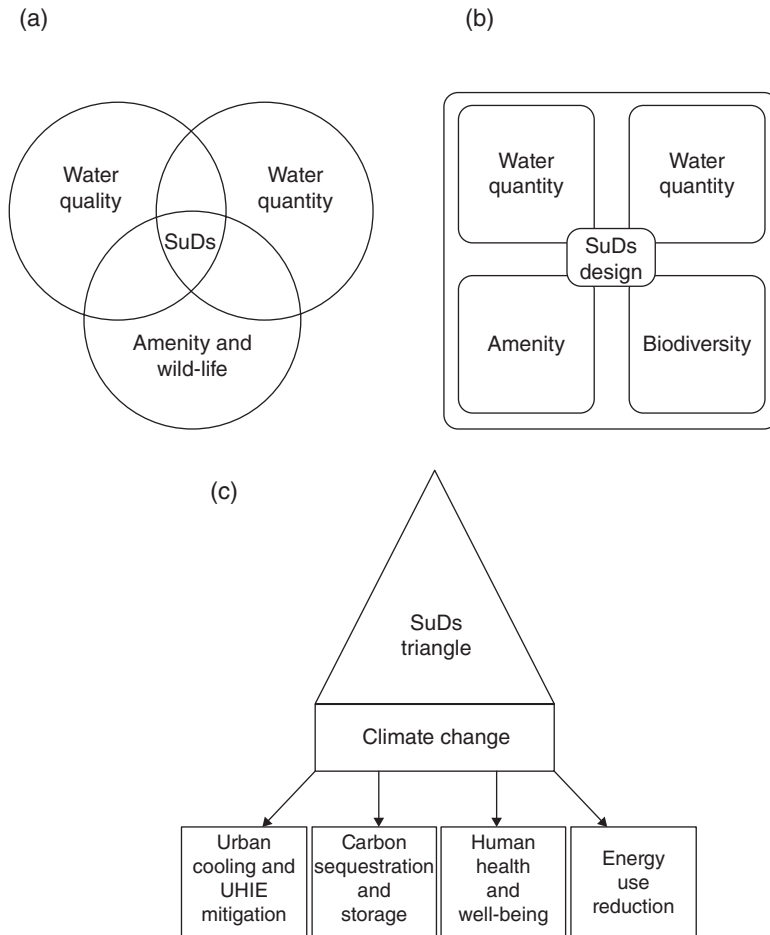 (a)
Water
quality
Water
quantity
SuDs
Amenity and
wild-life
(b)
Water
quantity
Water
quantity
SuDs
design
Amenity
Biodiversity
(c)
SuDs
triangle
Climate change
Urban
cooling and
UHIE
mitigation
Carbon
sequestration
and
storage
Human
health
and
well-being
Energy
use
reduction